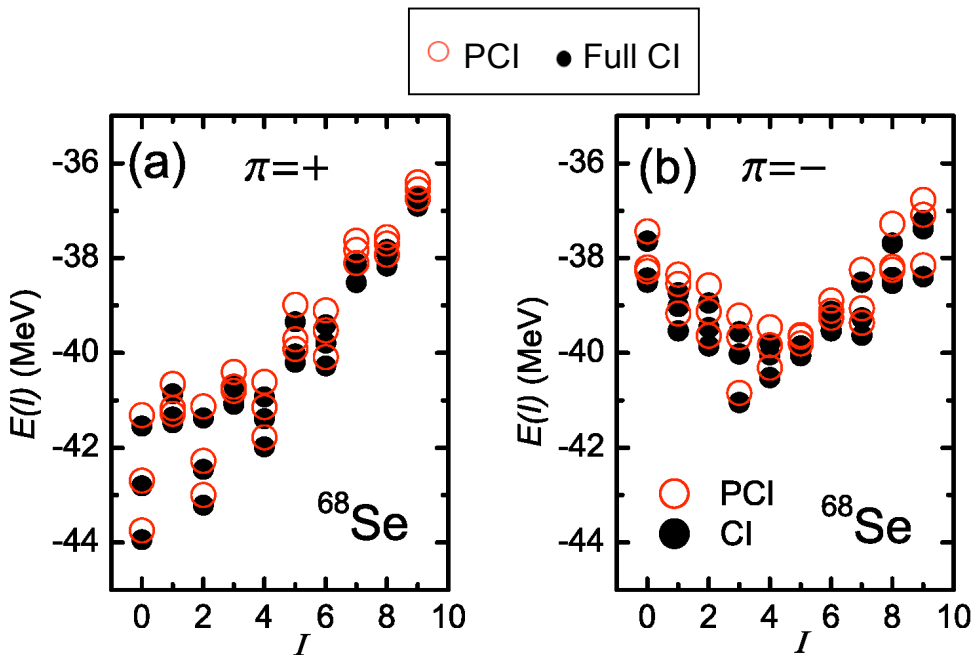 PCI Full CI
(a) π=+
(b) π=−
-36
-38
-40
-42
-44
E(I) (MeV)
68Se
0 2 4 6 8 10
I
-36
-38
-40
-42
-44
E(I) (MeV)
PCI
CI
68Se
0 2 4 6 8 10
I